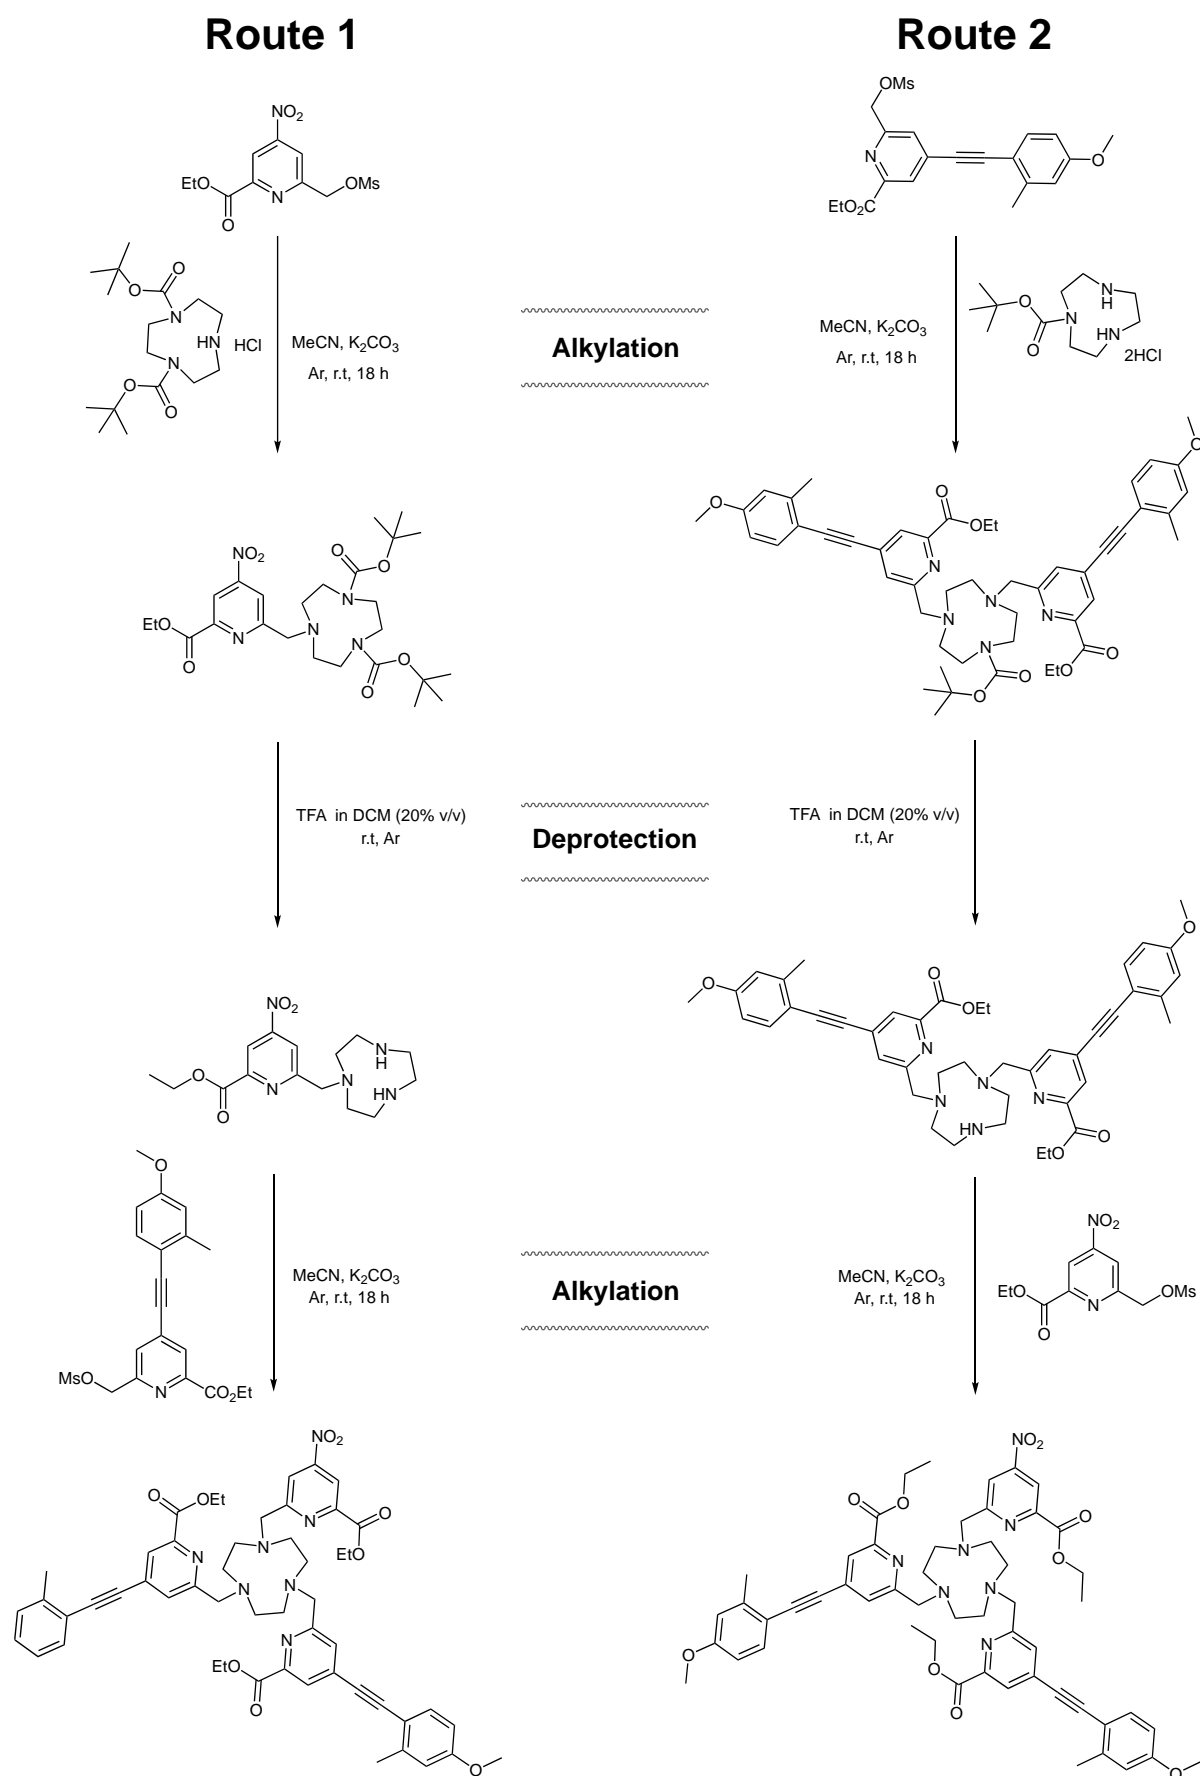 Route 1
Route 2
NO2
EtO
O
N
OMs
OMs
N
EtO2C
O
O
O
N
HN
HCl
N
O
O
MeCN, K2CO3
Ar, r.t, 18 h
Alkylation
MeCN, K2CO3
Ar, r.t, 18 h
O
O
N
N
H
HN
2HCl
NO2
EtO
O
N
N
O
O
N
N
O
O
O
O
OEt
N
N
N
N
O
O
N
O
EtO
O
TFA in DCM (20% v/v)
r.t, Ar
Deprotection
TFA in DCM (20% v/v)
r.t, Ar
NO2
O
O
N
N
N
H
HN
O
O
OEt
N
N
N
HN
O
N
O
EtO
O
MsO
N
CO2Et
MeCN, K2CO3
Ar, r.t, 18 h
Alkylation
MeCN, K2CO3
Ar, r.t, 18 h
NO2
EtO
O
N
OMs
NO2
O
OEt
N
N
N
N
N
O
EtO
N
EtO
O
O
NO2
O
O
N
N
N
N
N
O
O
O
N
O
O
O